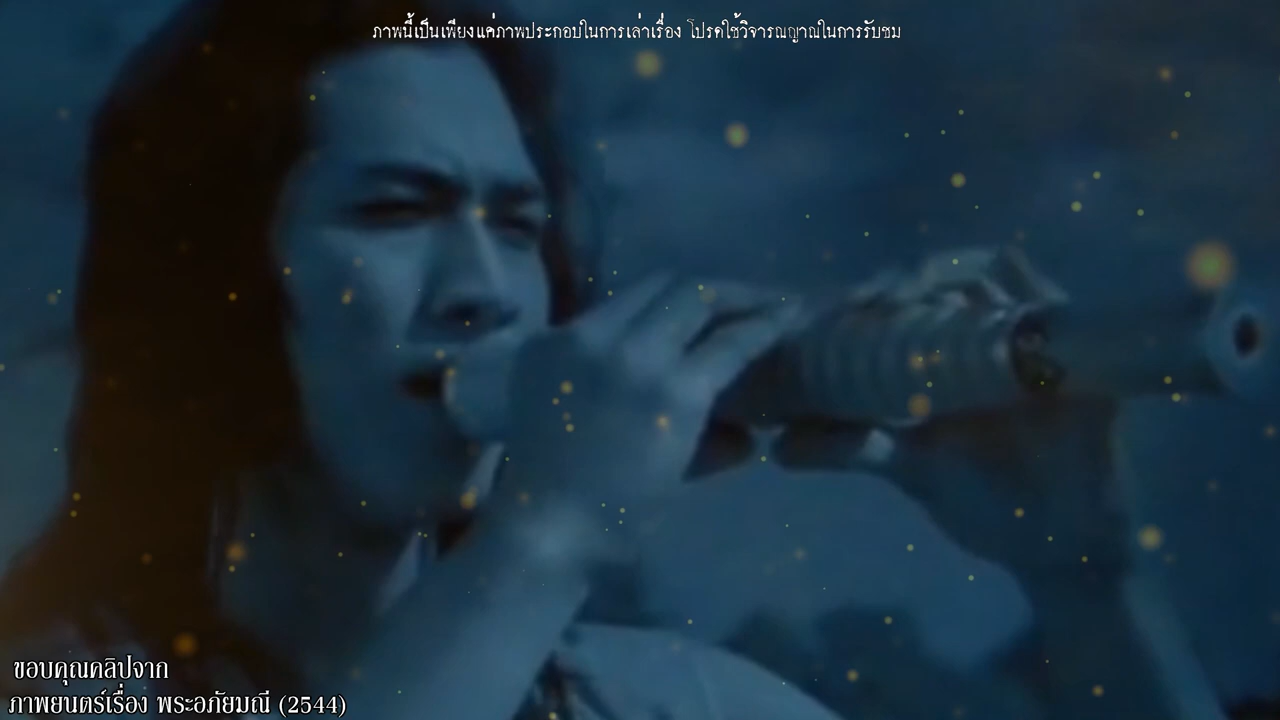 ภาพนี้เป็นเพียงแค่ภาพประกอบในการเล่าเรื่อง โปรดใช้วิจารณญาณในการรับชม
ขอบคุณคลิปจาก
ภาพยนตร์เรื่อง พระอภัยมณี (2544)